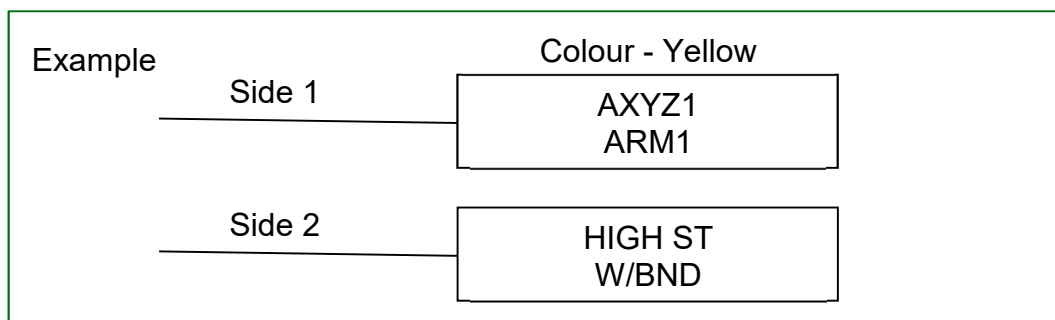 Example
Colour - Yellow
Side 1
AXYZ1
ARM1
Side 2
HIGH ST
W/BND